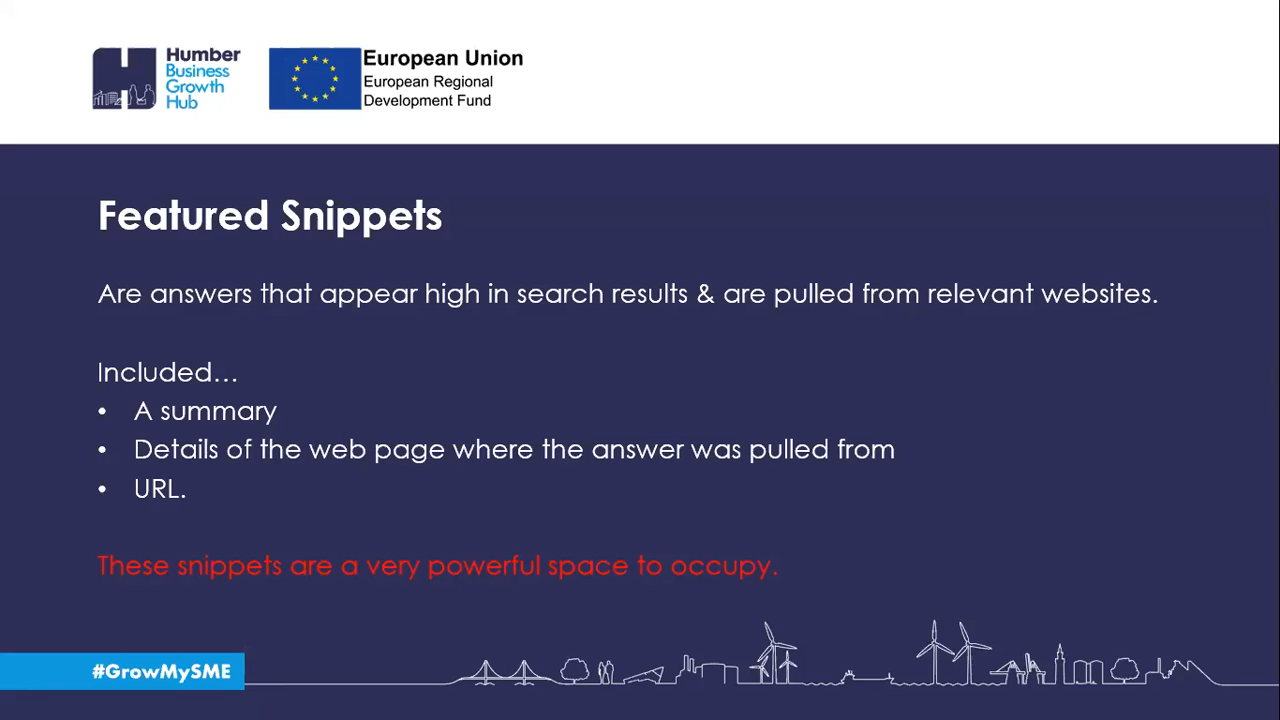 Humber
Business
Growth
Hub
European Union
European Regional
Development Fund
Featured Snippets
Are answers that appear high in search results & are pulled from relevant websites.
Included…
• A summary
• Details of the web page where the answer was pulled from
• URL.
These snippets are a very powerful space to occupy.
#GrowMySME